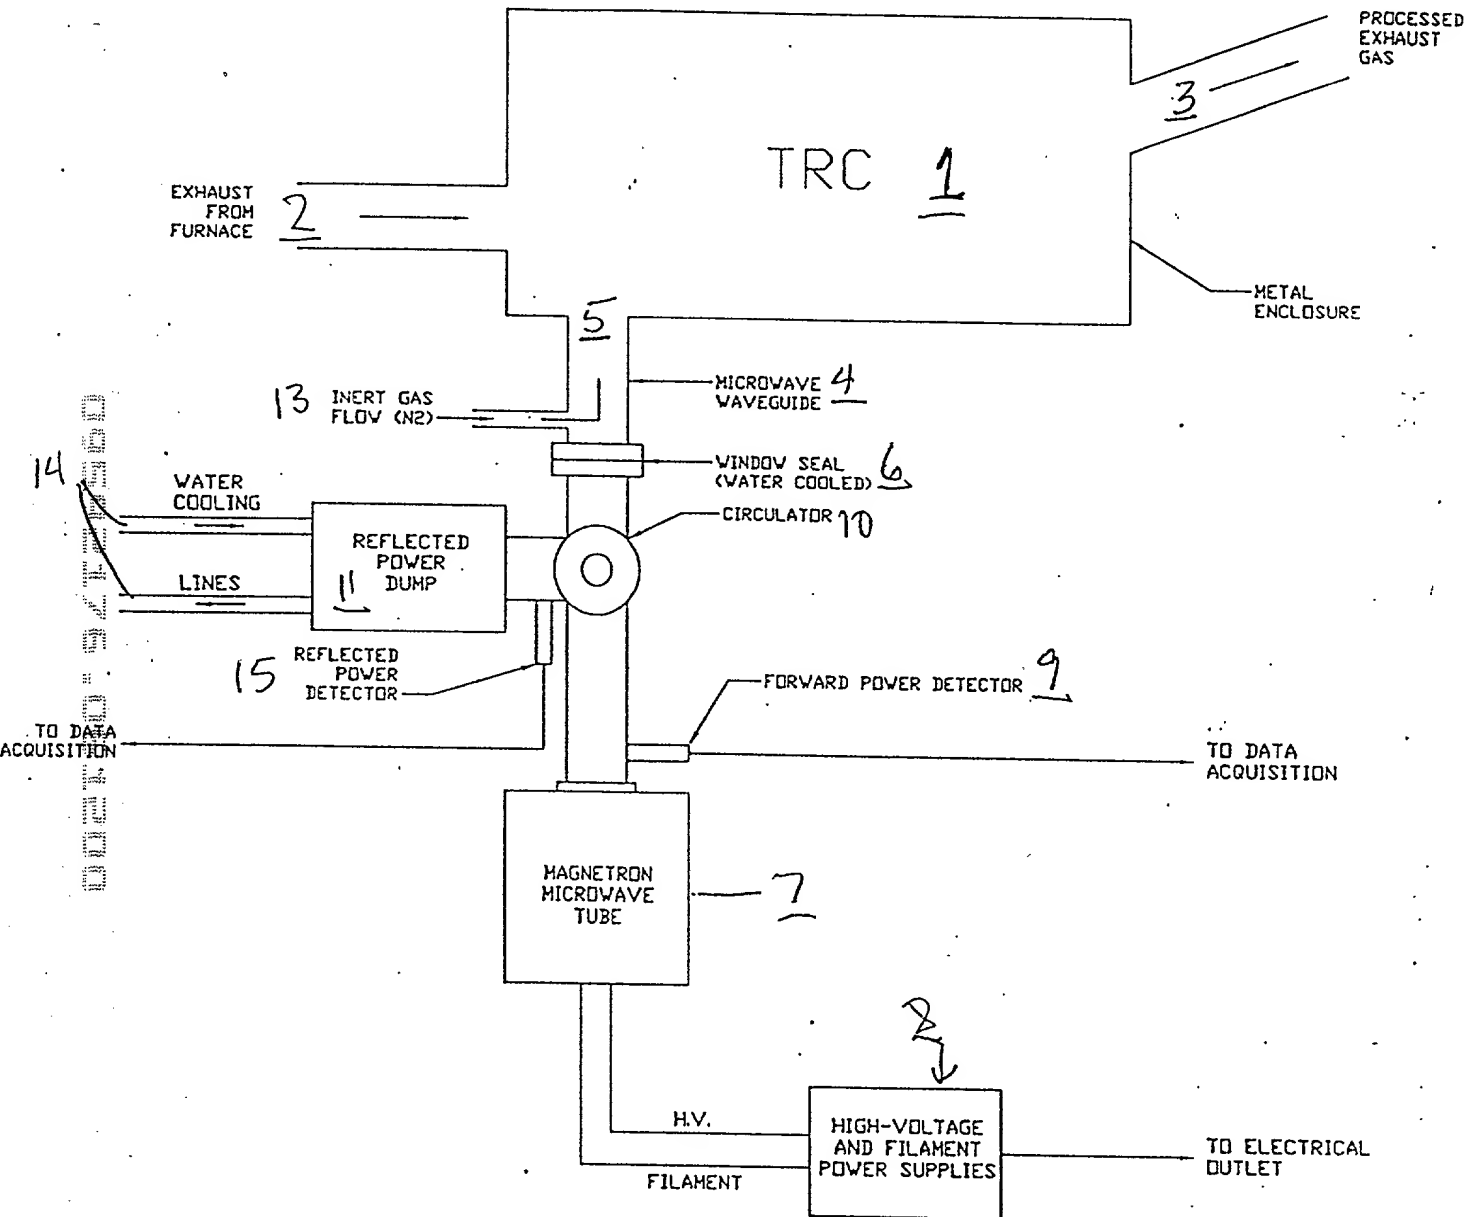 PROCESSED
EXHAUST
GAS
3
TRC 1
EXHAUST
FROM
FURNACE
2
METAL
ENCLOSURE
5
MICROWAVE
WAVEGUIDE
4
13
INERT GAS
FLOW (N2)
WINDOW SEAL
(WATER COOLED)
6
14
WATER
COOLING
CIRCULATOR 10
REFLECTED
POWER
DUMP
11
LINES
15
REFLECTED
POWER
DETECTOR
FORWARD POWER DETECTOR 9
TO DATA
ACQUISITION
TO DATA
ACQUISITION
MAGNETRON
MICROWAVE
TUBE
7
8
H.V.
HIGH-VOLTAGE
AND FILAMENT
POWER SUPPLIES
FILAMENT
TO ELECTRICAL
OUTLET